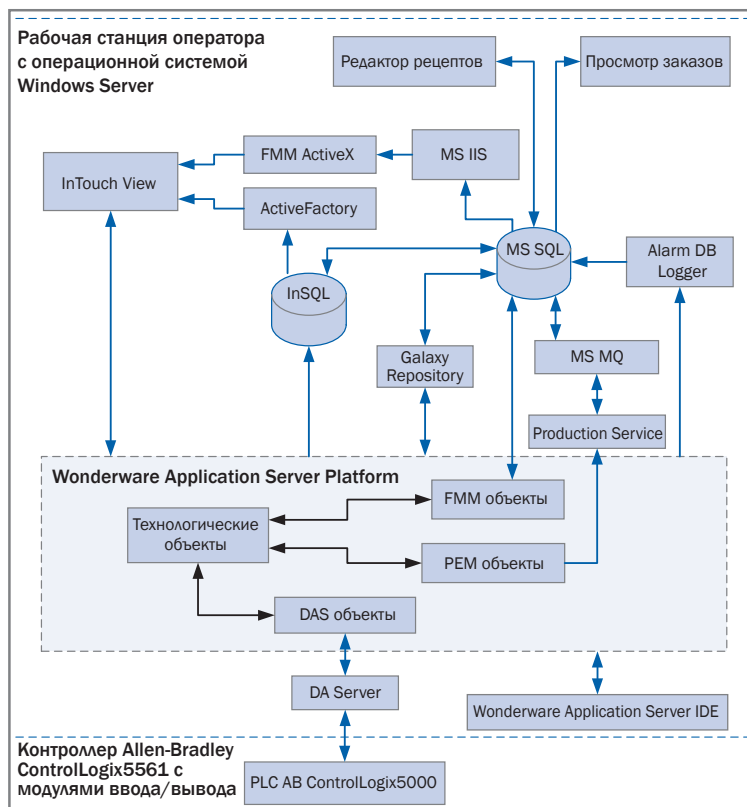 Рабочая станция оператора
с операционной системой
Windows Server
Редактор рецептов
Просмотр заказов
FMM ActiveX
MS IIS
InTouch View
ActiveFactory
MS SQL
Alarm DB
Logger
InSQL
Galaxy
Repository
MS MQ
Production Service
Wonderware Application Server Platform
FMM объекты
Технологические
объекты
PEM объекты
DAS объекты
DA Server
Wonderware Application Server IDE
Контроллер Allen-Bradley
ControlLogix5561 с
модулями ввода/вывода
PLC AB ControlLogix5000